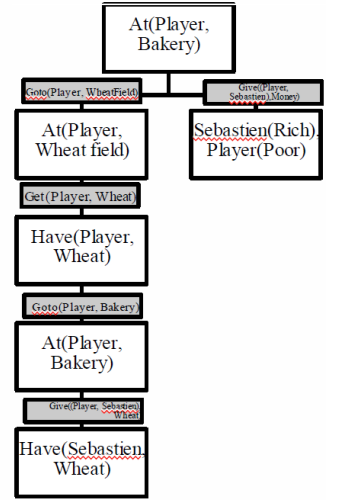 At(Player,
Bakery)
Goto(Player, WheatField)
Give((Player,
Sebastien),Money)
At(Player,
Wheat field)
Sebastien(Rich),
Player(Poor)
Get(Player, Wheat)
Have(Player,
Wheat)
Goto(Player, Bakery)
At(Player,
Bakery)
Give((Player, Sebastien),
Wheat)
Have(Sebastien,
Wheat)